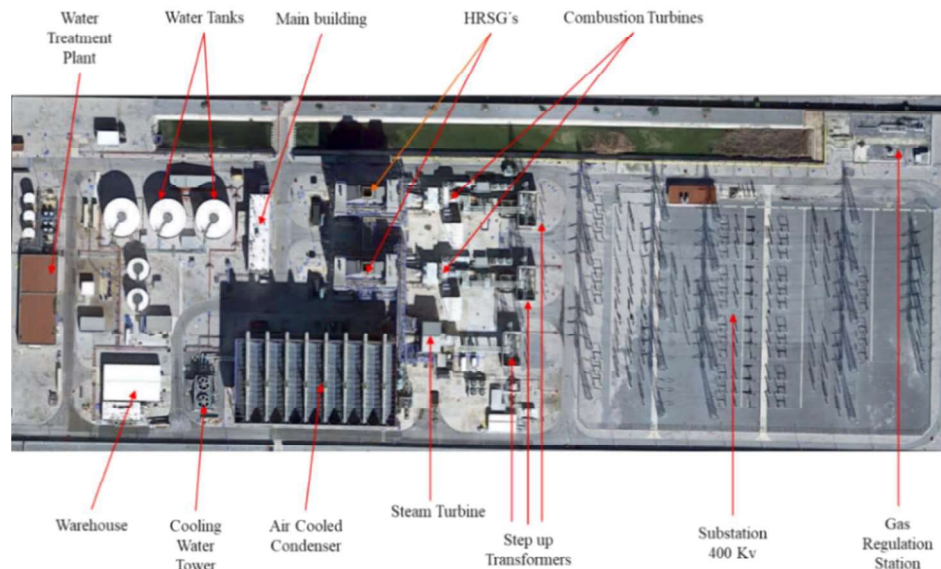 Water
Treatment
Plant
Water Tanks
Main building
HRSG´s
Combustion Turbines
Warehouse
Cooling
Water
Tower
Air Cooled
Condenser
Steam Turbine
Step up
Transformers
Substation
400 Kv
Gas
Regulation
Station